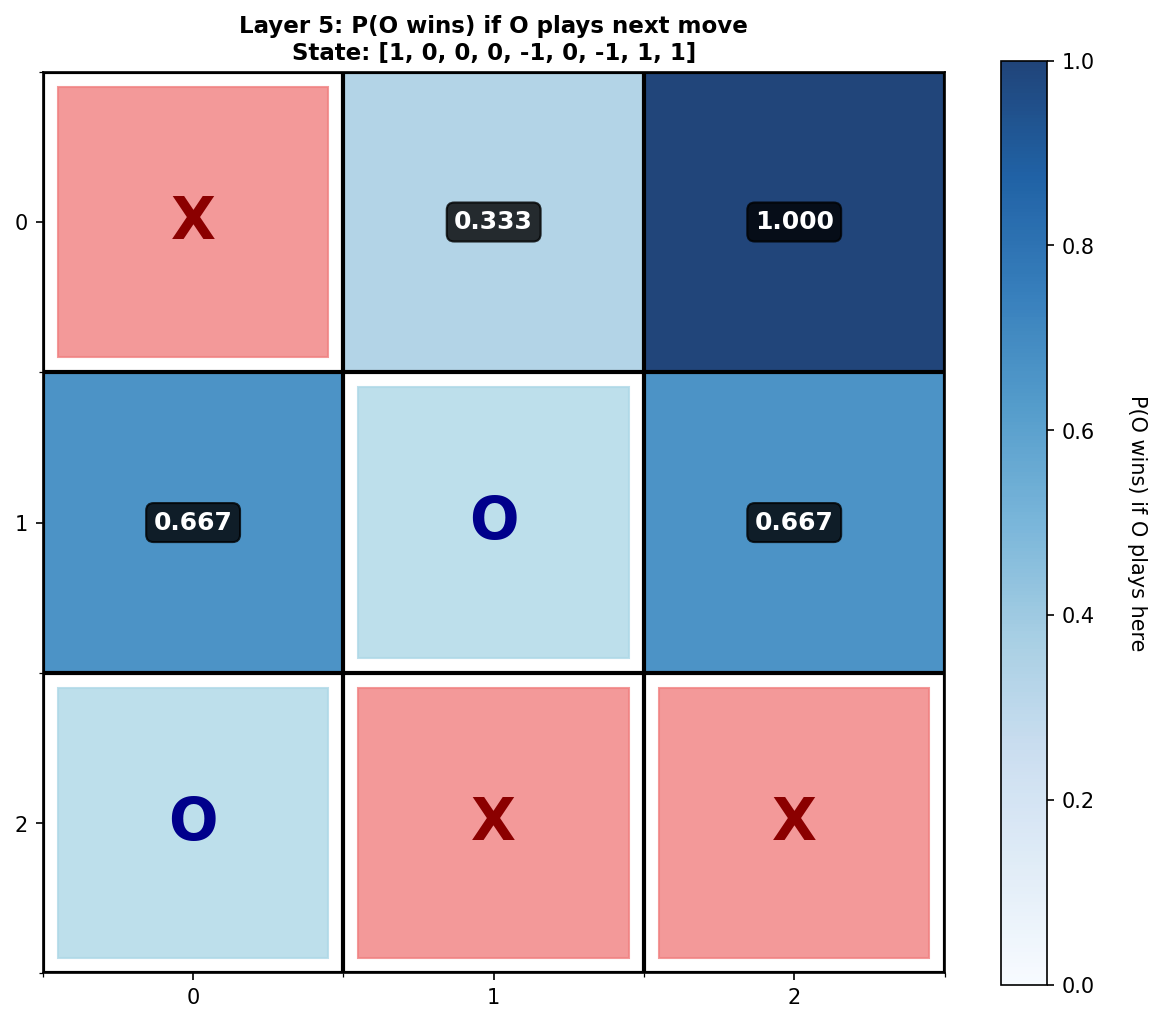 Layer 5: P(O wins) if O plays next move
State: [1, 0, 0, 0, -1, 0, -1, 1, 1]
X
0.333
1.000
0.667
O
0.667
O
X
X
0
1
2
0
1
2
1.0
0.8
0.6
0.4
0.2
0.0
P(O wins) if O plays here